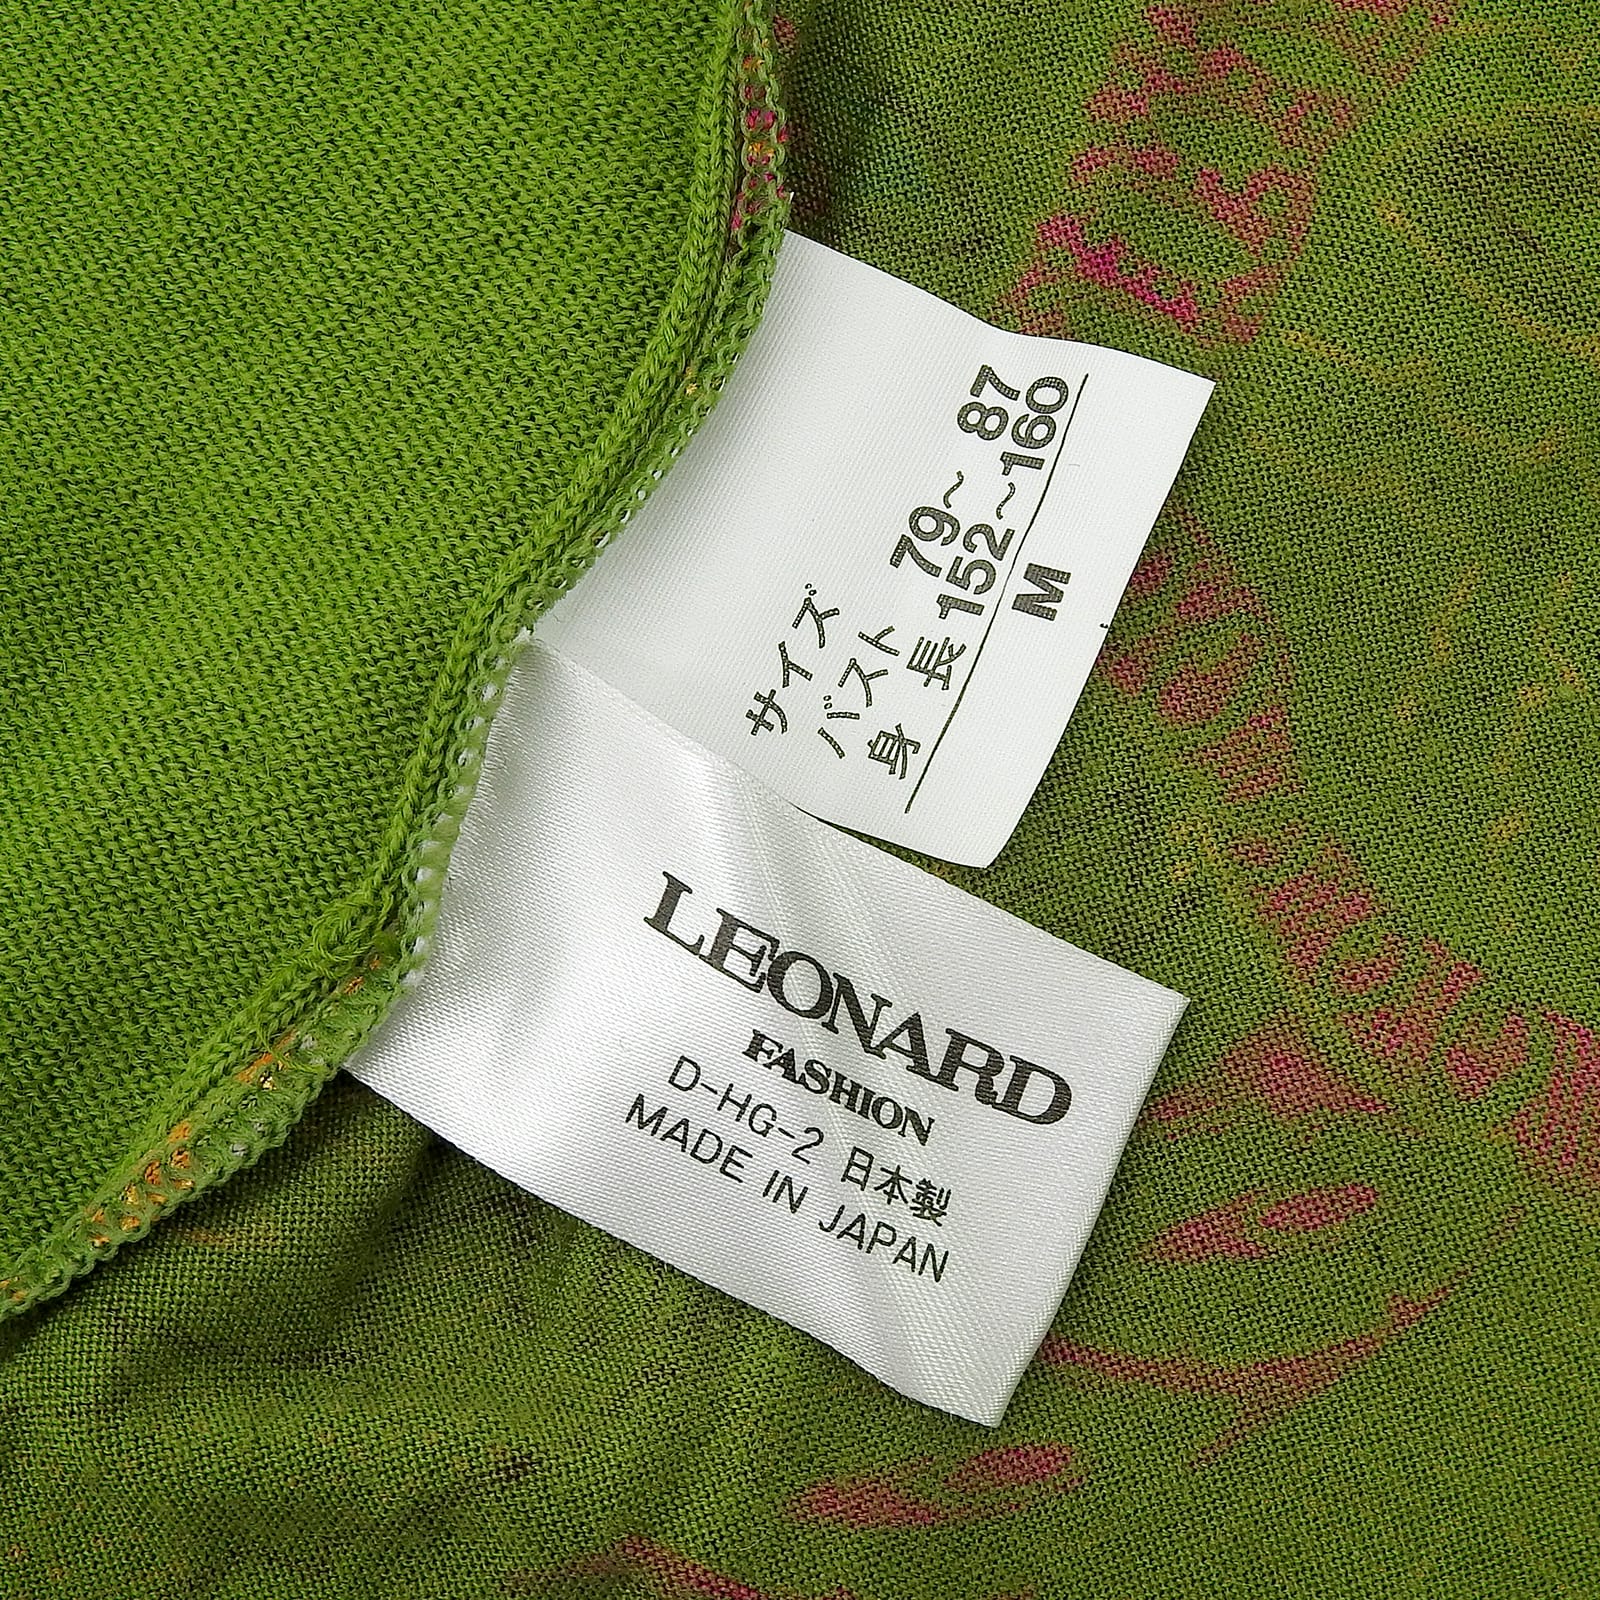 サイズ
バスト 79～87
身長 152～160
M
LEONARD
FASHION
D-HG-2 日本製
MADE IN JAPAN